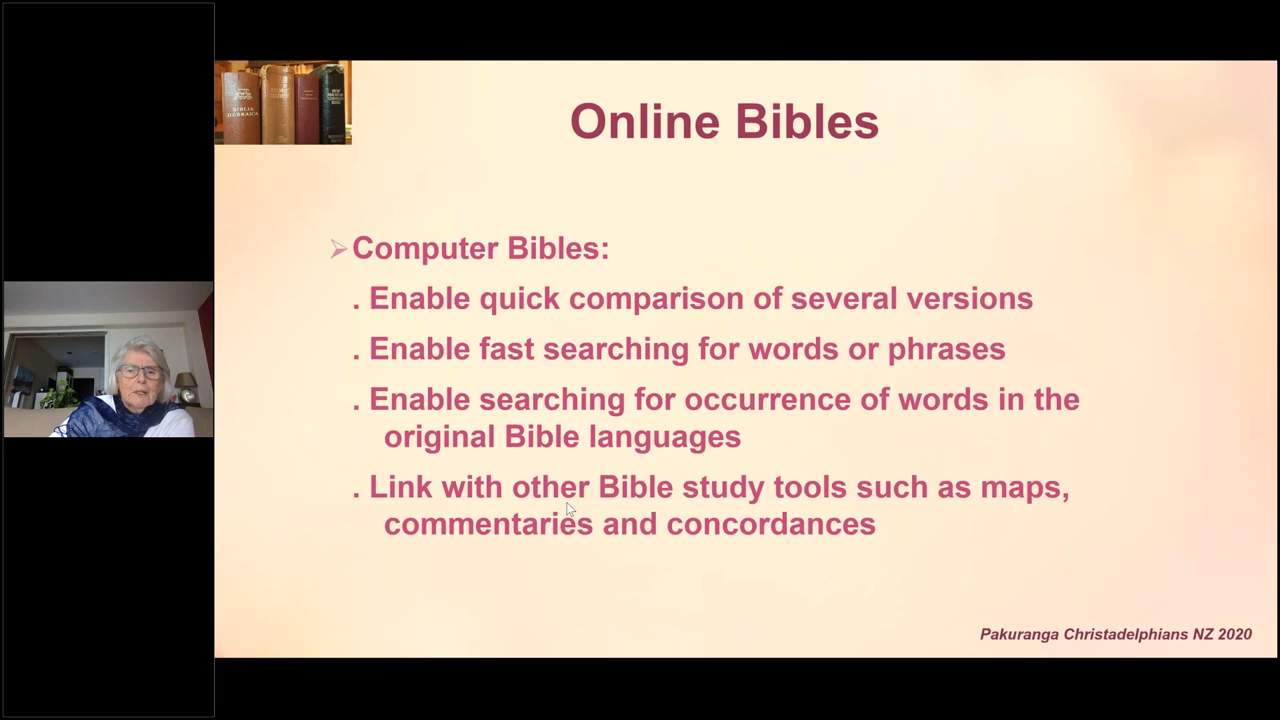 BIBLIA
HEBRAICA
Online Bibles
Computer Bibles:
. Enable quick comparison of several versions
. Enable fast searching for words or phrases
. Enable searching for occurrence of words in the
original Bible languages
. Link with other Bible study tools such as maps,
commentaries and concordances
Pakuranga Christadelphians NZ 2020